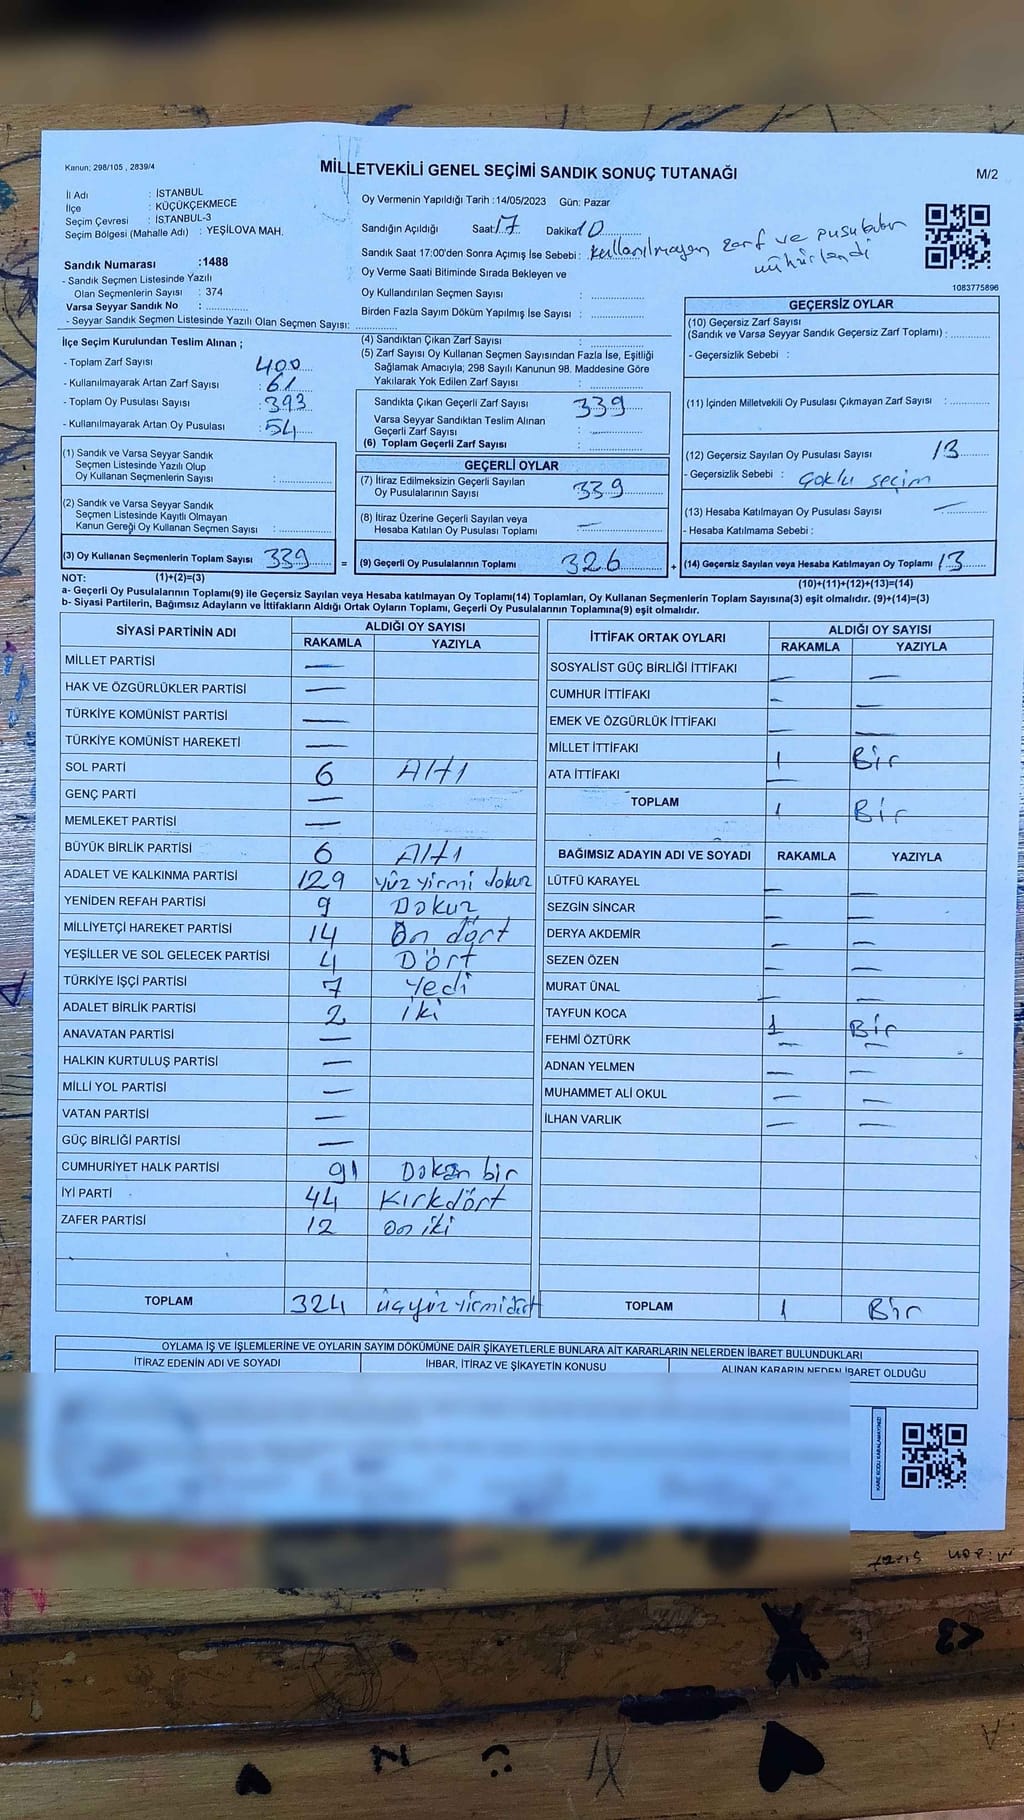 Kanun: 298/105 , 2839/4
MİLLETVEKİLİ GENEL SEÇİMİ SANDIK SONUÇ TUTANAĞI
M/2
İl Adı : İSTANBUL
İlçe : KÜÇÜKÇEKMECE
Seçim Çevresi : İSTANBUL-3
Seçim Bölgesi (Mahalle Adı) : YEŞİLOVA MAH.
Sandık Numarası :1488
- Sandık Seçmen Listesinde Yazılı
Olan Seçmenlerin Sayısı : 374
Varsa Seyyar Sandık No :
- Seyyar Sandık Seçmen Listesinde Yazılı Olan Seçmen Sayısı:
Oy Vermenin Yapıldığı Tarih :14/05/2023 Gün: Pazar
Sandığın Açıldığı Saat 17 Dakika 10
Sandık Saat 17:00'den Sonra Açımış İse Sebebi : kullanılmayan zarf ve pusulalar
mühürlendi
Oy Verme Saati Bitiminde Sırada Bekleyen ve
Oy Kullandırılan Seçmen Sayısı :
Birden Fazla Sayım Döküm Yapılmış İse Sayısı :
1083775896
İlçe Seçim Kurulundan Teslim Alınan ;
- Toplam Zarf Sayısı 400
- Kullanılmayarak Artan Zarf Sayısı : 61
- Toplam Oy Pusulası Sayısı : 393
- Kullanılmayarak Artan Oy Pusulası : 54
(1) Sandık ve Varsa Seyyar Sandık
Seçmen Listesinde Yazılı Olup
Oy Kullanan Seçmenlerin Sayısı :
(2) Sandık ve Varsa Seyyar Sandık
Seçmen Listesinde Kayıtlı Olmayan
Kanun Gereği Oy Kullanan Seçmen Sayısı :
(3) Oy Kullanan Seçmenlerin Toplam Sayısı 339 =
(4) Sandıktan Çıkan Zarf Sayısı :
(5) Zarf Sayısı Oy Kullanan Seçmen Sayısından Fazla İse, Eşitliği
Sağlamak Amacıyla; 298 Sayılı Kanunun 98. Maddesine Göre
Yakılarak Yok Edilen Zarf Sayısı :
Sandıkta Çıkan Geçerli Zarf Sayısı 339
Varsa Seyyar Sandıktan Teslim Alınan
Geçerli Zarf Sayısı :
(6) Toplam Geçerli Zarf Sayısı :
GEÇERLİ OYLAR
(7) İtiraz Edilmeksizin Geçerli Sayılan
Oy Pusulalarının Sayısı 339
(8) İtiraz Üzerine Geçerli Sayılan veya
Hesaba Katılan Oy Pusulası Toplamı : —
(9) Geçerli Oy Pusulalarının Toplamı 326 +
GEÇERSİZ OYLAR
(10) Geçersiz Zarf Sayısı
(Sandık ve Varsa Seyyar Sandık Geçersiz Zarf Toplamı) :
- Geçersizlik Sebebi :
(11) İçinden Milletvekili Oy Pusulası Çıkmayan Zarf Sayısı :
(12) Geçersiz Sayılan Oy Pusulası Sayısı 13
- Geçersizlik Sebebi : Çoklu seçim
(13) Hesaba Katılmayan Oy Pusulası Sayısı : —
- Hesaba Katılmama Sebebi :
(14) Geçersiz Sayılan veya Hesaba Katılmayan Oy Toplamı 13
NOT: (1)+(2)=(3)
(10)+(11)+(12)+(13)=(14)
a- Geçerli Oy Pusulasının Toplamı(9) ile Geçersiz Sayılan veya Hesaba katılmayan Oy Toplamı(14) Toplamları, Oy Kullanan Seçmenlerin Toplam Sayısına(3) eşit olmalıdır. (9)+(14)=(3)
b- Siyasi Partilerin, Bağımsız Adayların ve İttifakların Aldığı Ortak Oyların Toplamı, Geçerli Oy Pusulalarının Toplamına(9) eşit olmalıdır.
SİYASİ PARTİNİN ADI ALDIĞI OY SAYISI
RAKAMLA YAZIYLA
MİLLET PARTİSİ —
HAK VE ÖZGÜRLÜKLER PARTİSİ —
TÜRKİYE KOMÜNİST PARTİSİ —
TÜRKİYE KOMÜNİST HAREKETİ —
SOL PARTİ 6 Altı
GENÇ PARTİ —
MEMLEKET PARTİSİ —
BÜYÜK BİRLİK PARTİSİ 6 Altı
ADALET VE KALKINMA PARTİSİ 129 yüz yirmi dokuz
YENİDEN REFAH PARTİSİ 9 Dokuz
MİLLİYETÇİ HAREKET PARTİSİ 14 On dört
YEŞİLLER VE SOL GELECEK PARTİSİ 4 Dört
TÜRKİYE İŞÇİ PARTİSİ 7 Yedi
ADALET BİRLİK PARTİSİ 2 iki
ANAVATAN PARTİSİ —
HALKIN KURTULUŞ PARTİSİ —
MİLLİ YOL PARTİSİ —
VATAN PARTİSİ —
GÜÇ BİRLİĞİ PARTİSİ —
CUMHURİYET HALK PARTİSİ 91 Doksan bir
İYİ PARTİ 44 Kırkdört
ZAFER PARTİSİ 12 on iki
TOPLAM 324 üçyüz yirmidört
İTTİFAK ORTAK OYLARI ALDIĞI OY SAYISI
RAKAMLA YAZIYLA
SOSYALİST GÜÇ BİRLİĞİ İTTİFAKI — —
CUMHUR İTTİFAKI — —
EMEK VE ÖZGÜRLÜK İTTİFAKI — —
MİLLET İTTİFAKI 1 Bir
ATA İTTİFAKI —
TOPLAM 1 Bir
BAĞIMSIZ ADAYIN ADI VE SOYADI RAKAMLA YAZIYLA
LÜTFÜ KARAYEL — —
SEZGİN SİNCAR — —
DERYA AKDEMİR — —
SEZEN ÖZEN — —
MURAT ÜNAL — —
TAYFUN KOCA 1 Bir
FEHMİ ÖZTÜRK — —
ADNAN YELMEN — —
MUHAMMET ALİ OKUL — —
İLHAN VARLIK — —
TOPLAM 1 Bir
OYLAMA İŞ VE İŞLEMLERİNE VE OYLARIN SAYIM DÖKÜMÜNE DAİR ŞİKAYETLERLE BUNLARA AİT KARARLARIN NELERDEN İBARET BULUNDUKLARI
İTİRAZ EDENİN ADI VE SOYADI İHBAR, İTİRAZ VE ŞİKAYETİN KONUSU ALINAN KARARIN NEDEN İBARET OLDUĞU
KARE KODU KARALAMAYINIZ!